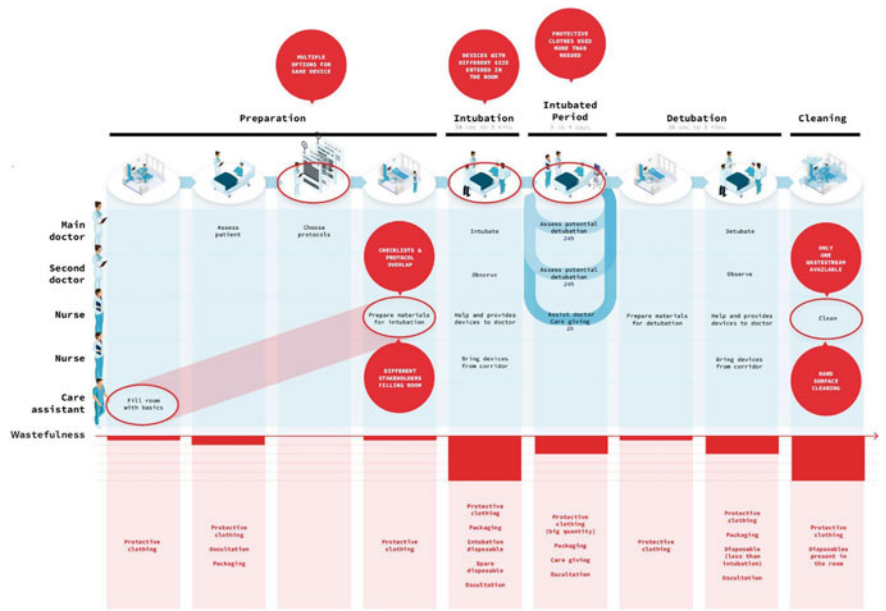 MULTIPLE
OPTIONS FOR
SAME DEVICE
DEVICES WITH
DIFFERENT SIZE
ENTERED IN
THE ROOM
PROTECTIVE
CLOTHES USED
MORE THAN
NEEDED
Preparation
Intubation
Intubated
Period
Detubation
Cleaning
Main
doctor
Assess
patient
Choose
protocols
Intubate
Assess potential
detubation
24h
Detubate
CHECKLISTS &
PROTOCOL
OVERLAP
ONLY
ONE
WASTESTREAM
AVAILABLE
Second
doctor
Observe
Assess potential
detubation
24h
Observe
Nurse
Prepare materials
for intubation
Help and provides
devices to doctor
Assist doctor
Care giving
2h
Prepare materials
for detubation
Help and provides
devices to doctor
Clean
Nurse
DIFFERENT
STAKEHOLDERS
FILLING ROOM
Bring devices
from corridor
Bring devices
from corridor
HARD
SURFACE
CLEANING
Care
assistant
Fill room
with basics
Wastefulness
Protective
clothing
Protective
clothing
Oscultation
Packaging
Protective
clothing
Protective
clothing
Packaging
Intubation
disposable
Spare
disposable
Oscultation
Protective
clothing
(big quantity)
Packaging
Care giving
Oscultation
Protective
clothing
Protective
clothing
Packaging
Disposable
(less than
intubation)
Oscultation
Protective
clothing
Disposables
present in
the room